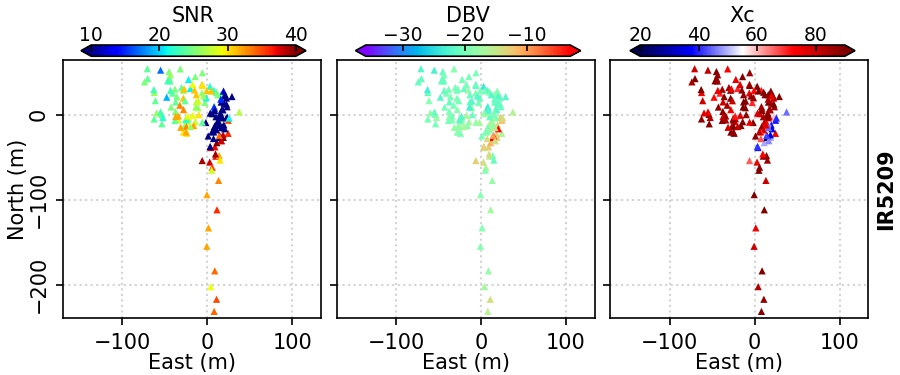 SNR DBV Xc
10 20 30 40 −30 −20 −10 20 40 60 80
North (m)
0
−100
−200
−100 0 100 −100 0 100 −100 0 100
East (m) East (m) East (m)
IR5209